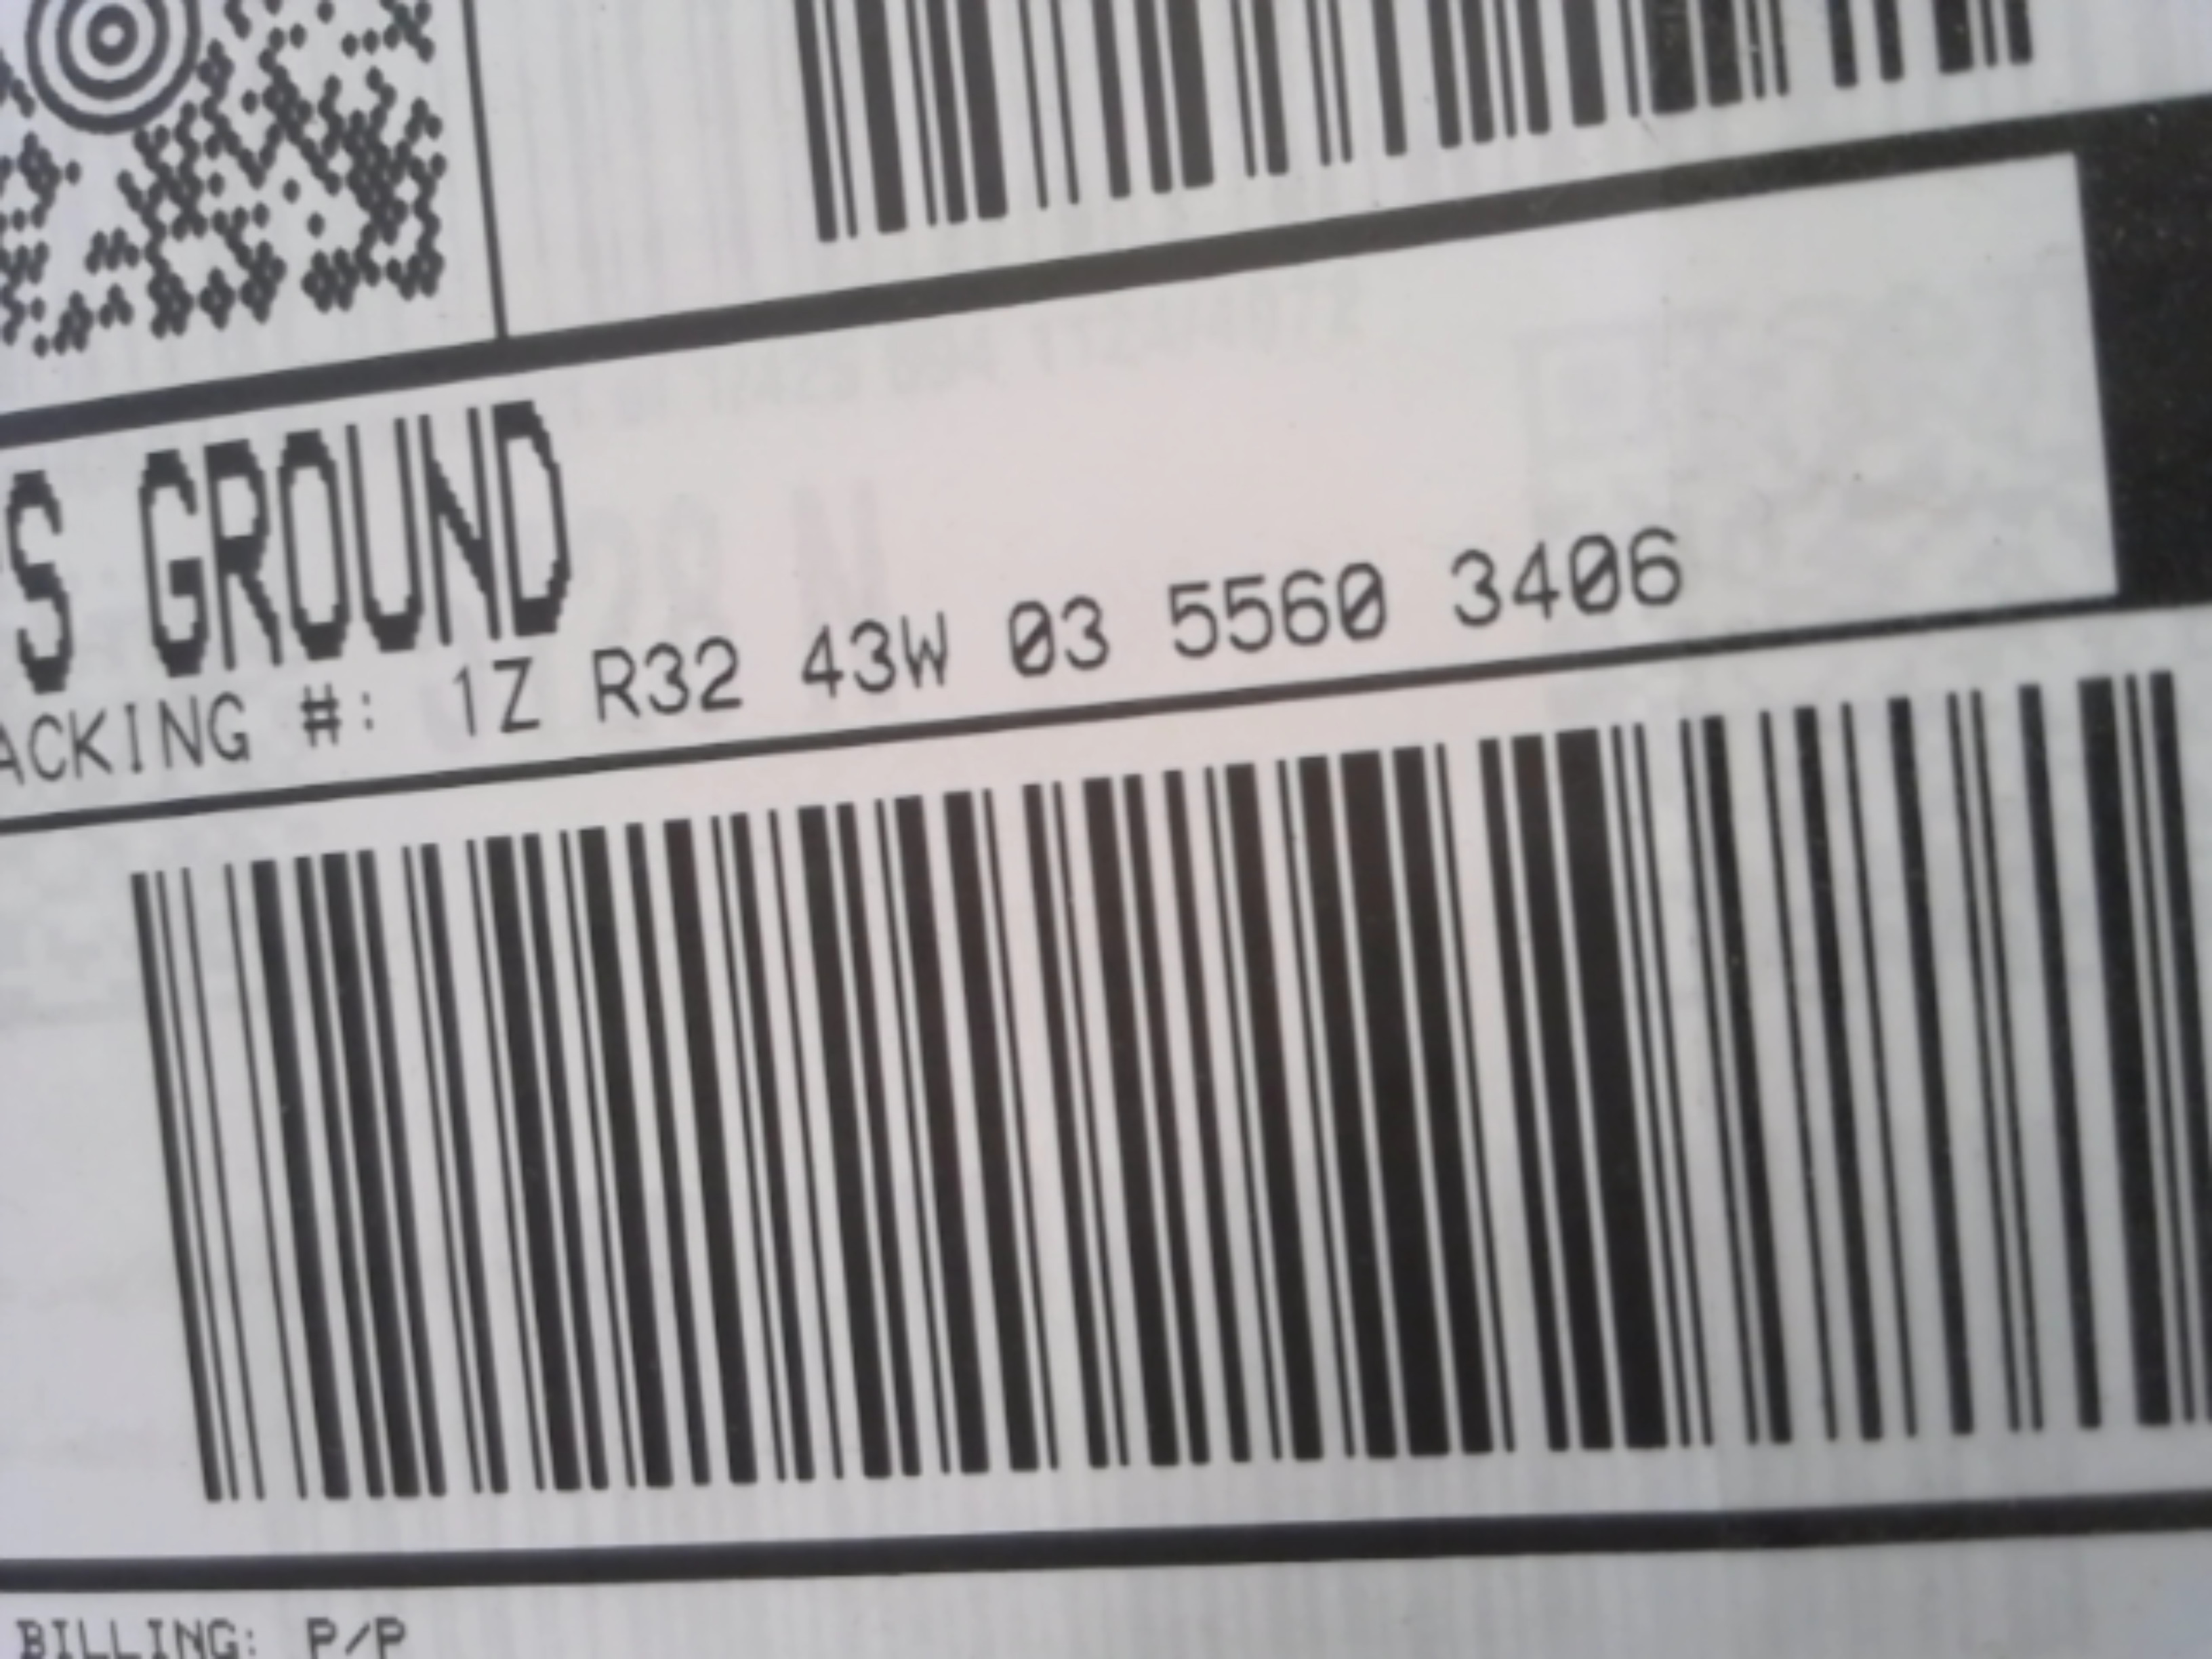 S GROUND
ACKING #: 1Z R32 43W 03 5560 3406
BILLING: P/P